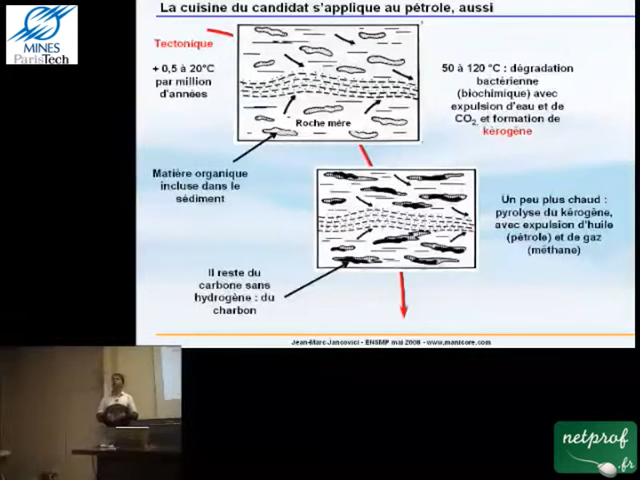 La cuisine du candidat s'applique au pétrole, aussi
MINES
ParisTech
Tectonique
+ 0,5 à 20°C
par million
d'années
Roche mère
50 à 120 °C : dégradation
bactérienne
(biochimique) avec
expulsion d'eau et de
CO2, et formation de
kérogène
Matière organique
incluse dans le
sédiment
Un peu plus chaud :
pyrolyse du kérogène,
avec expulsion d'huile
(pétrole) et de gaz
(méthane)
Il reste du
carbone sans
hydrogène : du
charbon
Jean-Marc Jancovici - ENSMP mai 2008 - www.manicore.com
netprof
.fr